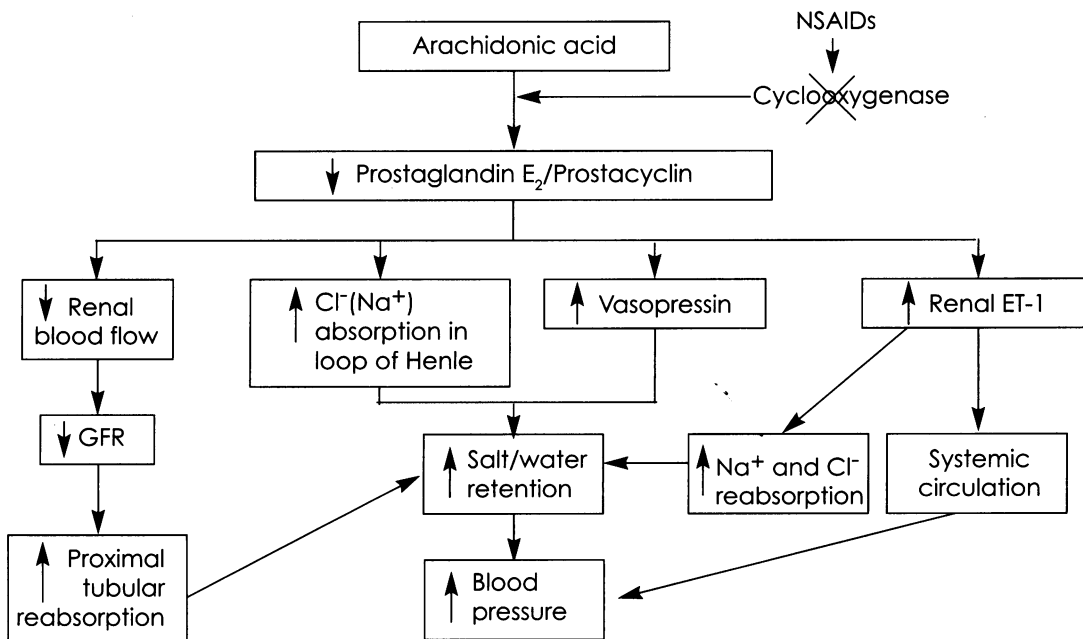 NSAIDs
Arachidonic acid
Cyclooxygenase
↓ Prostaglandin E₂/Prostacyclin
↓ Renal
blood flow
↑ Cl⁻(Na⁺)
absorption in
loop of Henle
↑ Vasopressin
↑ Renal ET-1
↓ GFR
↑ Salt/water
retention
↑ Na⁺ and Cl⁻
reabsorption
Systemic
circulation
↑ Proximal
tubular
reabsorption
↑ Blood
pressure